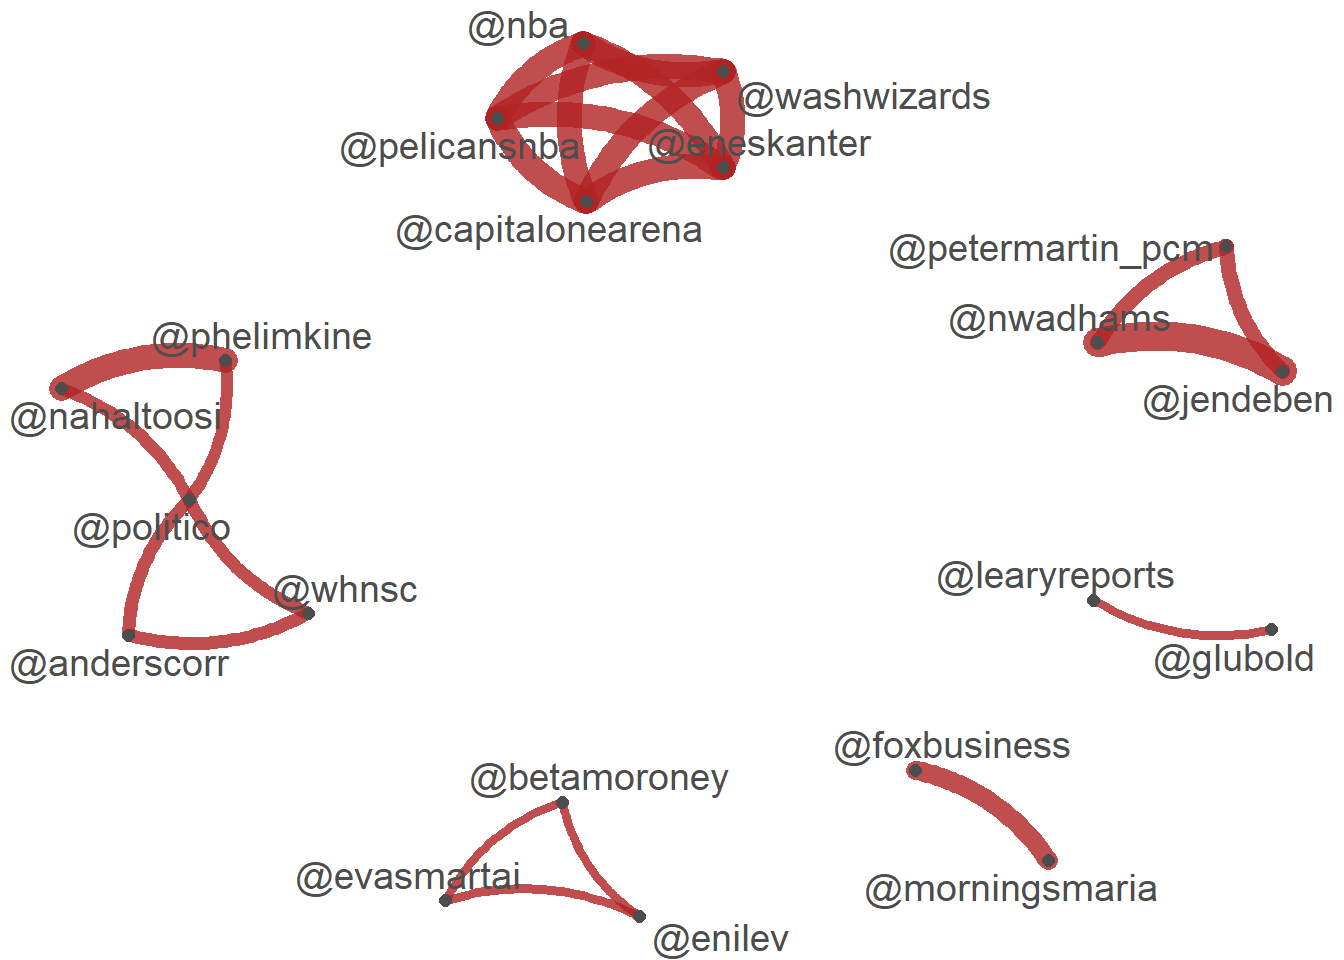 @nba
@washwizards
@eneskanter
@pelicansnba
@capitalonearena
@petermartin_pcm
@nwadhams
@phelimkine
@jendeben
@nahaltoosi
@politico
@learyreports
@whnsc
@glubold
@anderscorr
@foxbusiness
@betamoroney
@evasmartai
@morningsmaria
@enilev